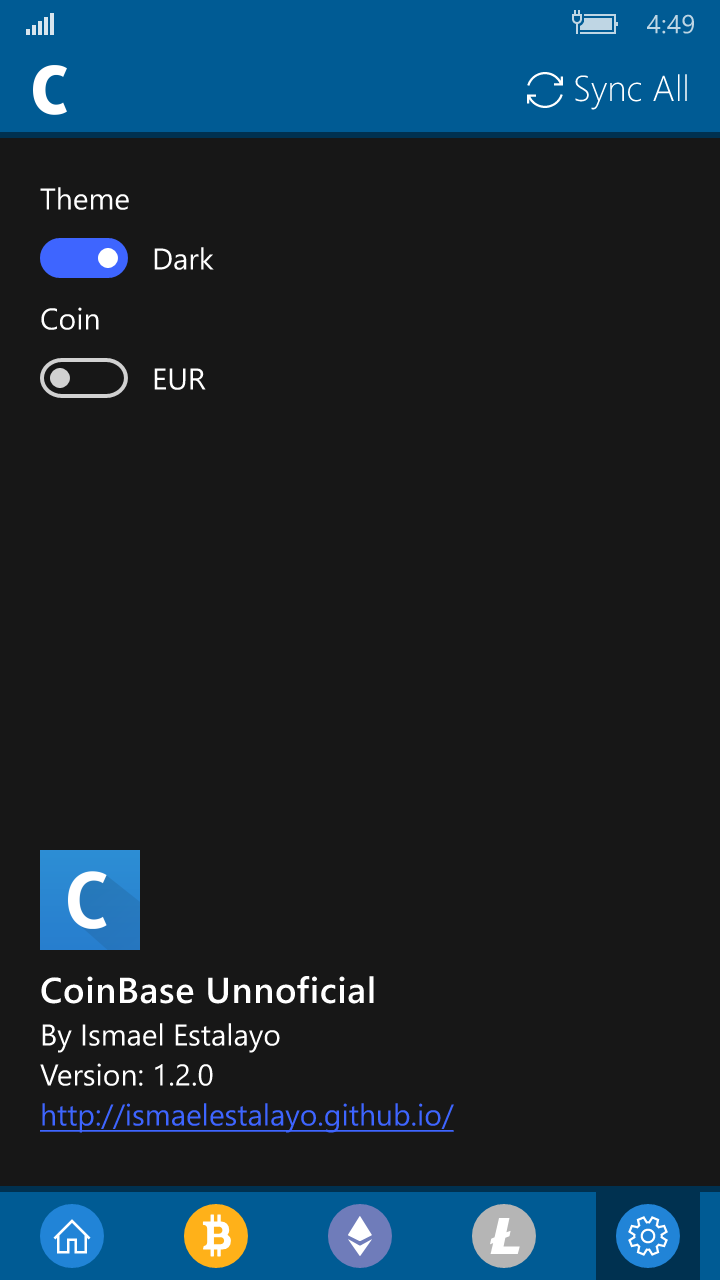 4:49
C
Sync All
Theme
Dark
Coin
EUR
C
CoinBase Unnoficial
By Ismael Estalayo
Version: 1.2.0
http://ismaelestalayo.github.io/